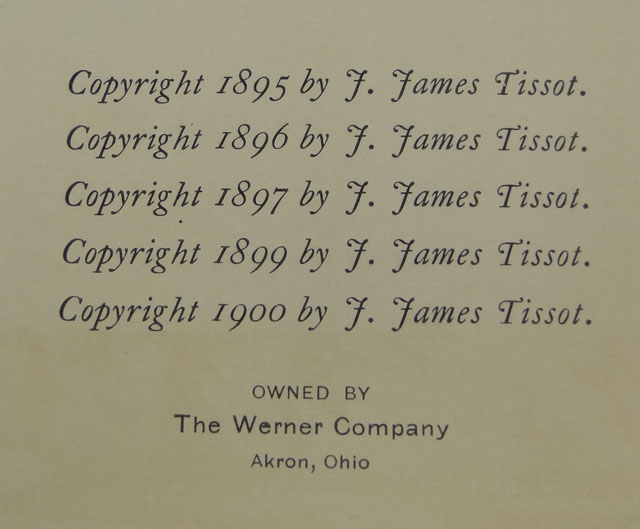 Copyright 1895 by J. James Tissot.
Copyright 1896 by J. James Tissot.
Copyright 1897 by J. James Tissot.
Copyright 1899 by J. James Tissot.
Copyright 1900 by J. James Tissot.
OWNED BY
The Werner Company
Akron, Ohio